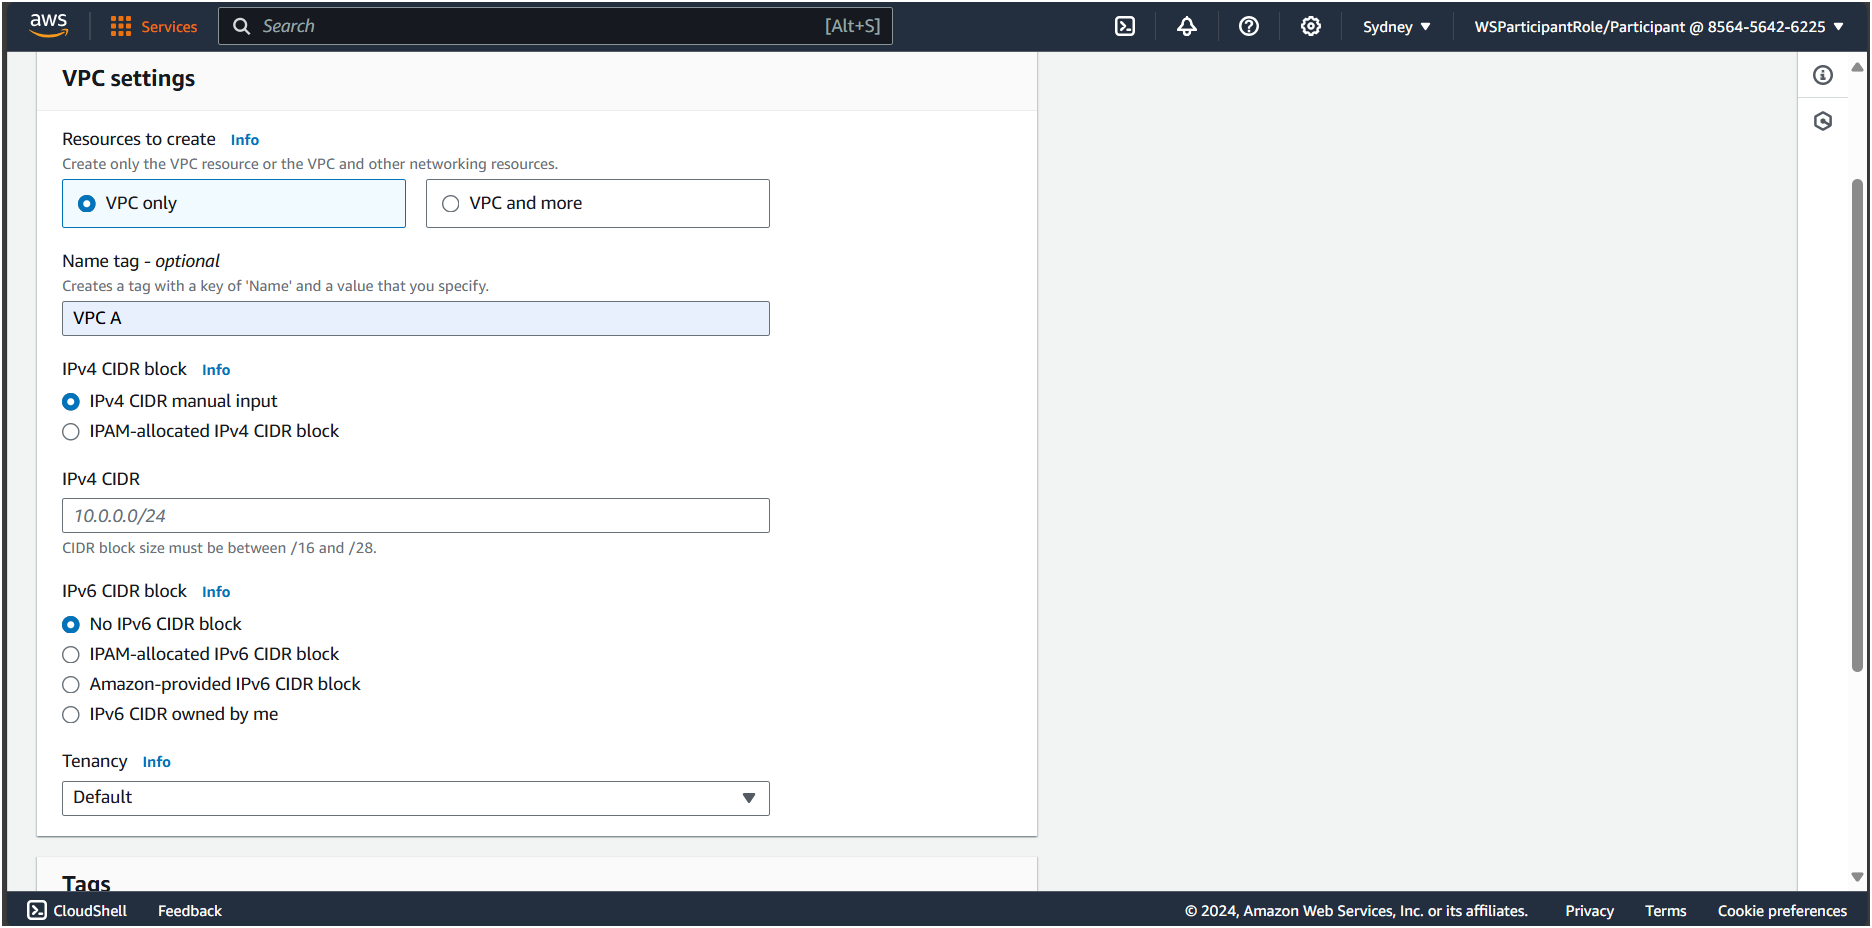 aws
Services
Search [Alt+S]
Sydney
WSParticipantRole/Participant @ 8564-5642-6225
VPC settings
Resources to create Info
Create only the VPC resource or the VPC and other networking resources.
VPC only
VPC and more
Name tag - optional
Creates a tag with a key of 'Name' and a value that you specify.
VPC A
IPv4 CIDR block Info
IPv4 CIDR manual input
IPAM-allocated IPv4 CIDR block
IPv4 CIDR
10.0.0.0/24
CIDR block size must be between /16 and /28.
IPv6 CIDR block Info
No IPv6 CIDR block
IPAM-allocated IPv6 CIDR block
Amazon-provided IPv6 CIDR block
IPv6 CIDR owned by me
Tenancy Info
Default
Tags
CloudShell
Feedback
© 2024, Amazon Web Services, Inc. or its affiliates.
Privacy
Terms
Cookie preferences